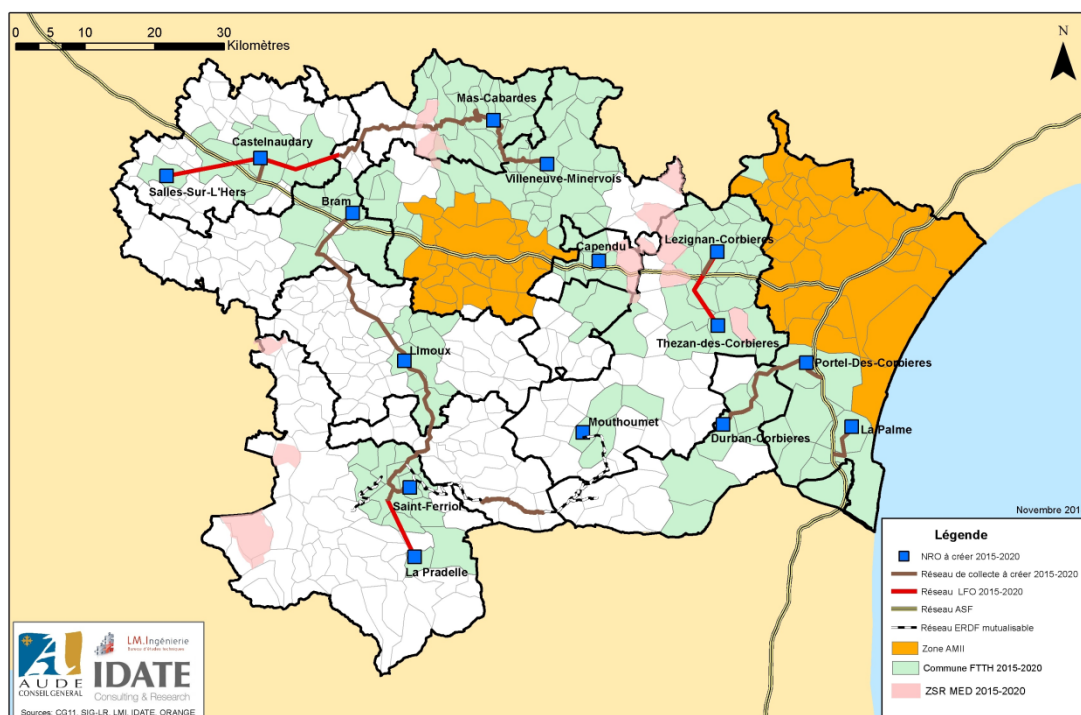 0 10 20 30
Kilomètres
N
Mas-Cabardes
Castelnaudary
Salles-Sur-L'Hers
Villeneuve-Minervois
Bram
Capendu
Lezignan-Corbieres
Thezan-des-Corbieres
Limoux
Portel-Des-Corbieres
Mouthoumet
Durban-Corbieres
La Palme
Saint-Ferriol
La Pradelle
Novembre 201
Légende
NRO à créer 2015-2020
Réseau de collecte à créer 2015-2020
Réseau LFO 2015-2020
Réseau ASF
Réseau ERDF mutualisable
Zone AMII
Commune FTTH 2015-2020
ZSR MED 2015-2020
AUDE
CONSEIL GENERAL
LM.Ingénierie
Bureau d'études techniques
IDATE
Consulting & Research
Sources: CG11, SIG-LR, LMI, IDATE, ORANGE